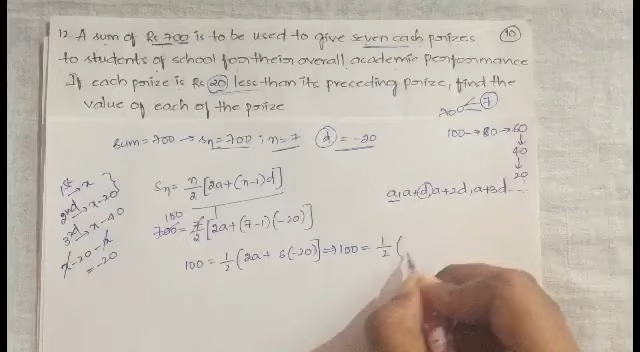 12. A sum of Rs 700 is to be used to give seven cash prizes
to students of school for their overall academic performance
If each prize is Rs 20 less than its preceding prize, find the
value of each of the prize
10
700 < 7
sum = 700 → Sn = 700 ; n = 7 d = -20
100 → 80 → 60
↓
40
↓
20
1st → x
2nd → x-20
3rd → x-40
x-20-x
= -20
Sn = n/2 [2a+(n-1)d]
a, a+d, a+2d, a+3d ...
100 1
700 = 7/2 [2a+(7-1)(-20)]
100 = 1/2 (2a + 6(-20)] ⇒ 100 = 1/2 (